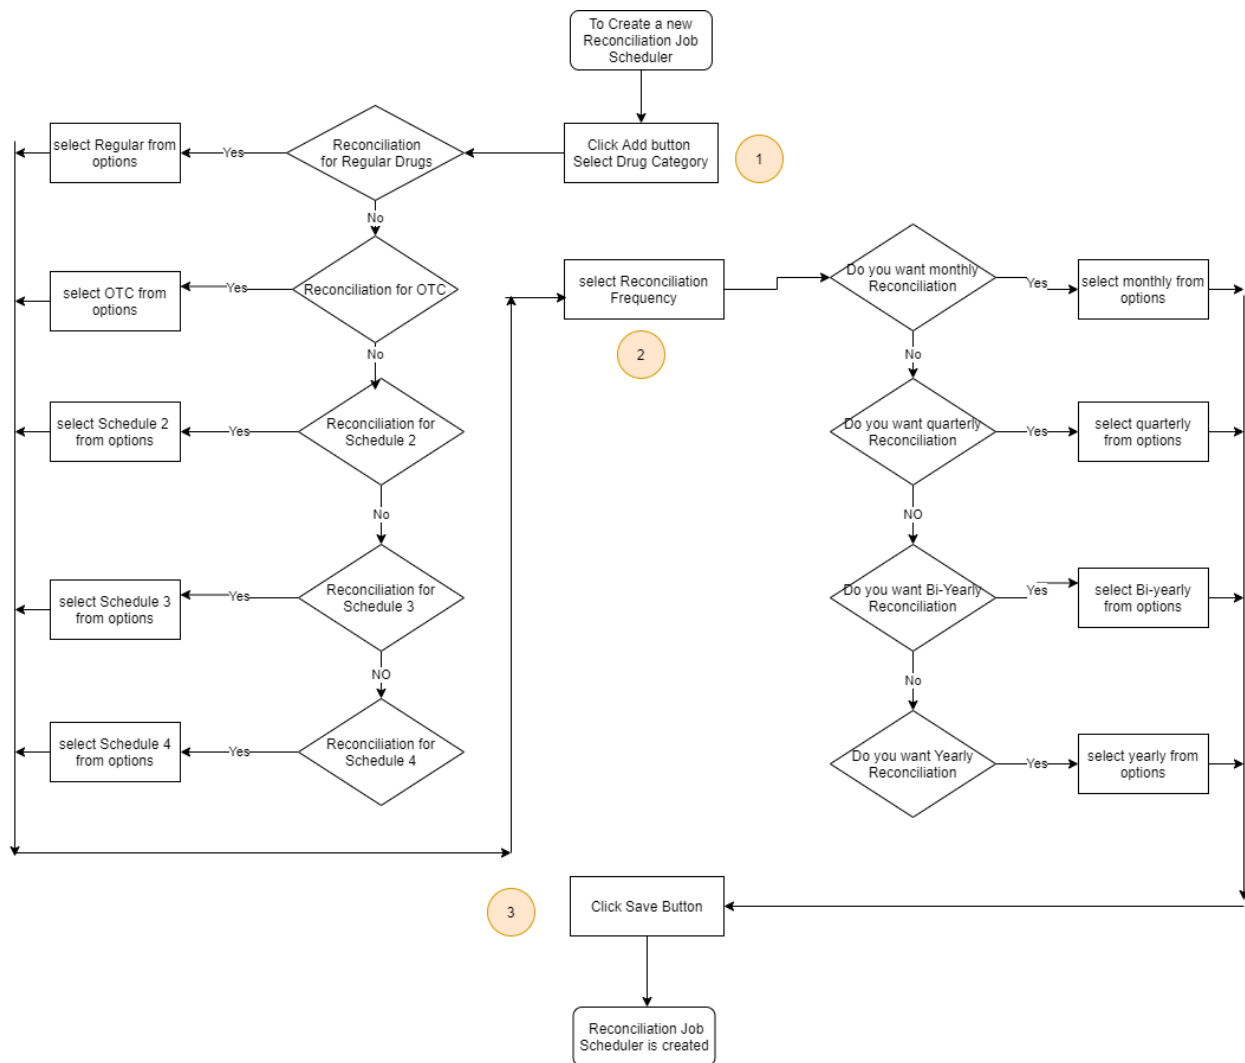 To Create a new
Reconciliation Job
Scheduler
Click Add button
Select Drug Category
1
Reconciliation
for Regular Drugs
Yes
select Regular from
options
No
Reconciliation for OTC
Yes
select OTC from
options
No
Reconciliation for
Schedule 2
Yes
select Schedule 2
from options
No
Reconciliation for
Schedule 3
Yes
select Schedule 3
from options
NO
Reconciliation for
Schedule 4
Yes
select Schedule 4
from options
select Reconciliation
Frequency
2
Do you want monthly
Reconciliation
Yes
select monthly from
options
No
Do you want quarterly
Reconciliation
Yes
select quarterly
from options
NO
Do you want Bi-Yearly
Reconciliation
Yes
select Bi-yearly
from options
No
Do you want Yearly
Reconciliation
Yes
select yearly from
options
3
Click Save Button
Reconciliation Job
Scheduler is created